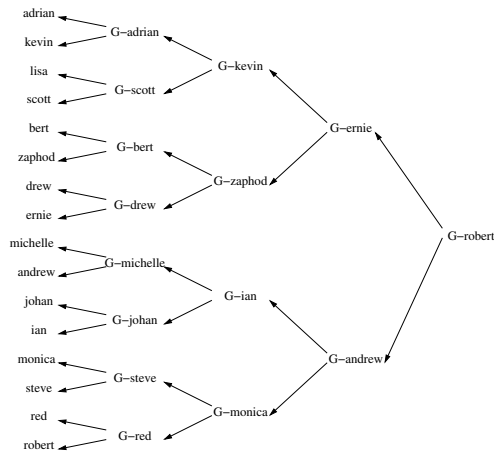 adrian
G-adrian
kevin
G-kevin
lisa
G-scott
scott
bert
G-ernie
G-bert
zaphod
G-zaphod
drew
G-drew
ernie
G-robert
michelle
G-michelle
andrew
G-ian
johan
G-johan
ian
G-andrew
monica
G-steve
steve
G-monica
red
G-red
robert